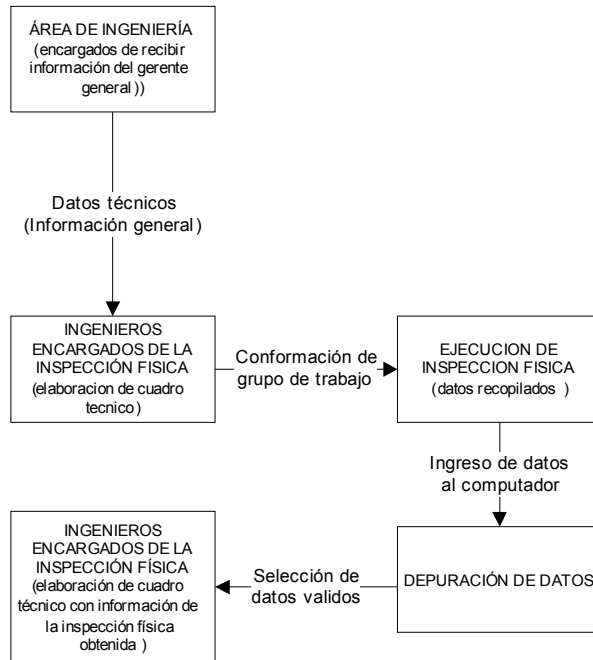 ÁREA DE INGENIERÍA
(encargados de recibir
información del gerente
general ))
Datos técnicos
(Información general)
INGENIEROS
ENCARGADOS DE LA
INSPECCIÓN FISICA
(elaboracion de cuadro
tecnico )
Conformación de
grupo de trabajo
EJECUCION DE
INSPECCION FISICA
(datos recopilados )
Ingreso de datos
al computador
DEPURACIÓN DE DATOS
Selección de
datos validos
INGENIEROS
ENCARGADOS DE LA
INSPECCIÓN FÍSICA
(elaboración de cuadro
técnico con información de
la inspección física
obtenida )